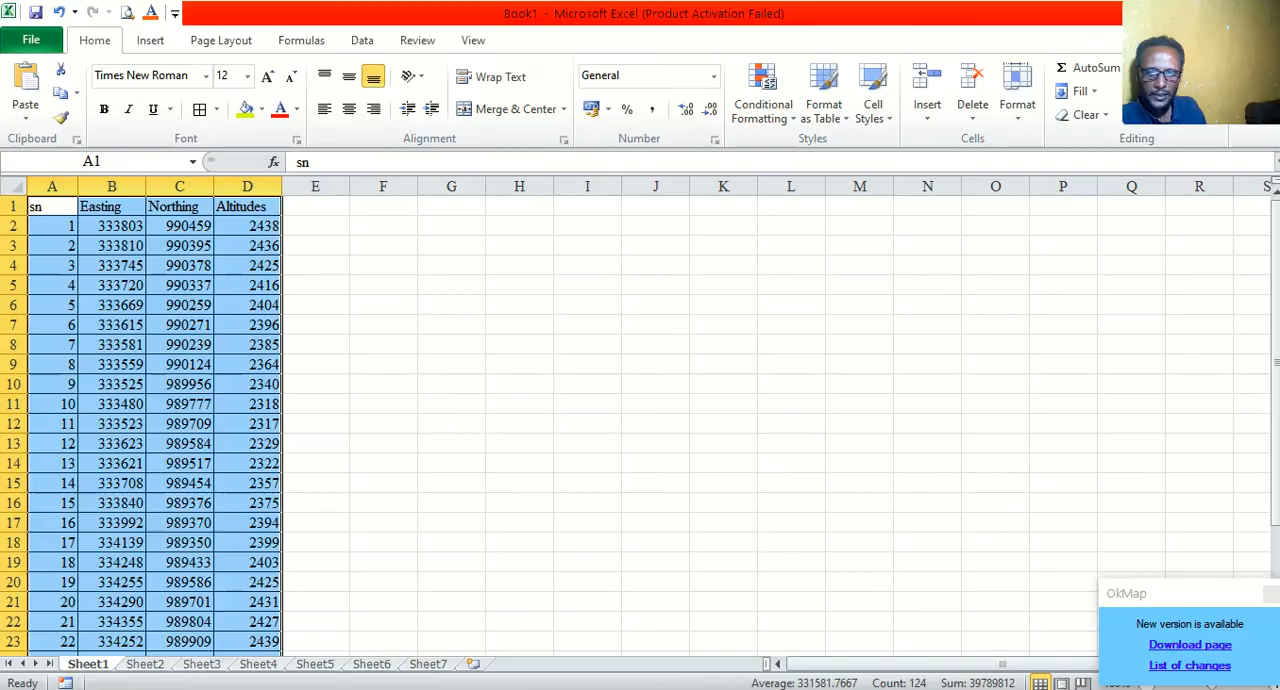 Book1 - Microsoft Excel (Product Activation Failed)
File Home Insert Page Layout Formulas Data Review View
Paste
Times New Roman 12
Wrap Text
General
Merge & Center
Conditional Formatting
Format as Table
Cell Styles
Insert
Delete
Format
AutoSum
Fill
Clear
Clipboard Font Alignment Number Styles Cells Editing
A1 fx sn
A B C D E F G H I J K L M N O P Q R S
1 sn Easting Northing Altitudes
2 1 333803 990459 2438
3 2 333810 990395 2436
4 3 333745 990378 2425
5 4 333720 990337 2416
6 5 333669 990259 2404
7 6 333615 990271 2396
8 7 333581 990239 2385
9 8 333559 990124 2364
10 9 333525 989956 2340
11 10 333480 989777 2318
12 11 333523 989709 2317
13 12 333623 989584 2329
14 13 333621 989517 2322
15 14 333708 989454 2357
16 15 333840 989376 2375
17 16 333992 989370 2394
18 17 334139 989350 2399
19 18 334248 989433 2403
20 19 334255 989586 2425
21 20 334290 989701 2431
22 21 334355 989804 2427
23 22 334252 989909 2439
OkMap
New version is available
Download page
List of changes
Sheet1 Sheet2 Sheet3 Sheet4 Sheet5 Sheet6 Sheet7
Ready Average: 331581.7667 Count: 124 Sum: 39789812